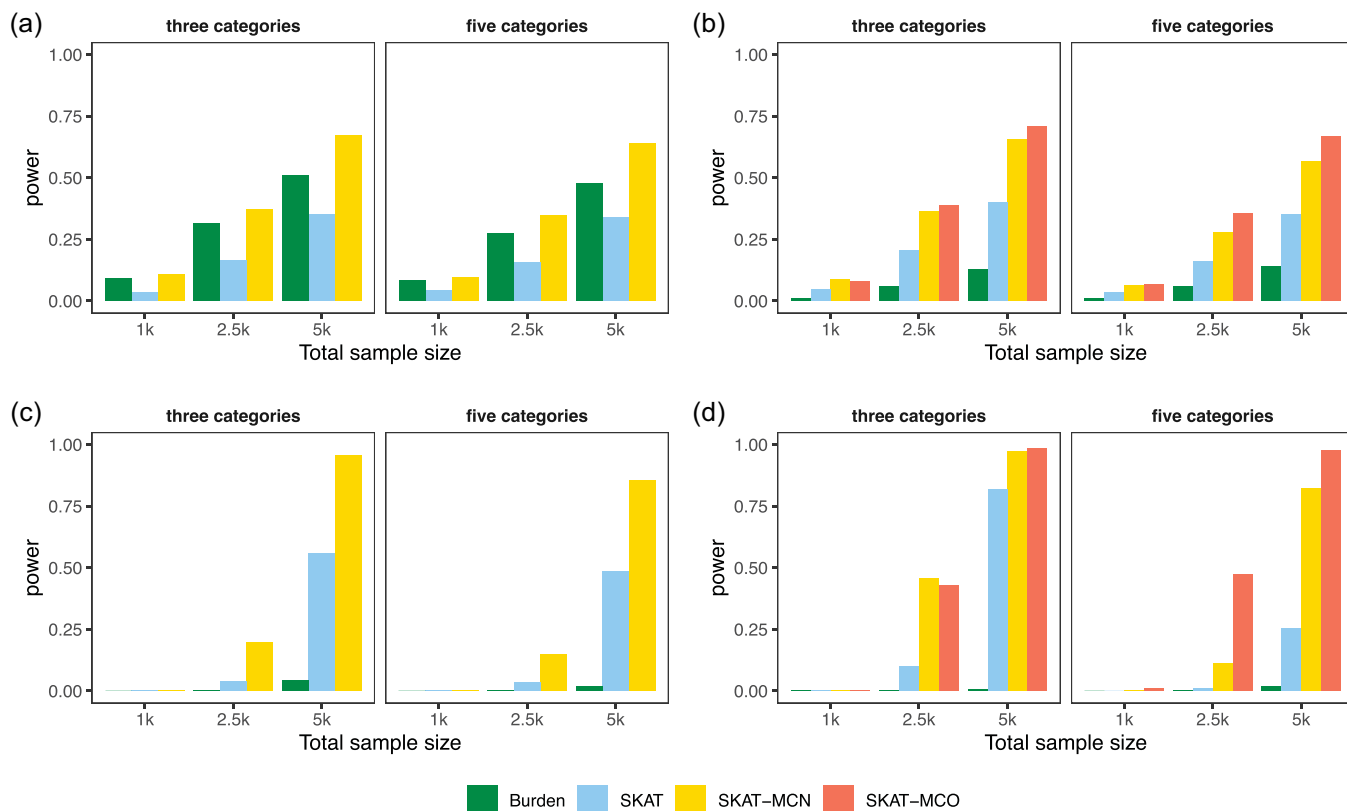 (a)
three categories
five categories
1.00
0.75
0.50
0.25
0.00
power
1k
2.5k
5k
1k
2.5k
5k
Total sample size
(b)
three categories
five categories
1.00
0.75
0.50
0.25
0.00
power
1k
2.5k
5k
1k
2.5k
5k
Total sample size
(c)
three categories
five categories
1.00
0.75
0.50
0.25
0.00
power
1k
2.5k
5k
1k
2.5k
5k
Total sample size
(d)
three categories
five categories
1.00
0.75
0.50
0.25
0.00
power
1k
2.5k
5k
1k
2.5k
5k
Total sample size
Burden SKAT SKAT−MCN SKAT−MCO